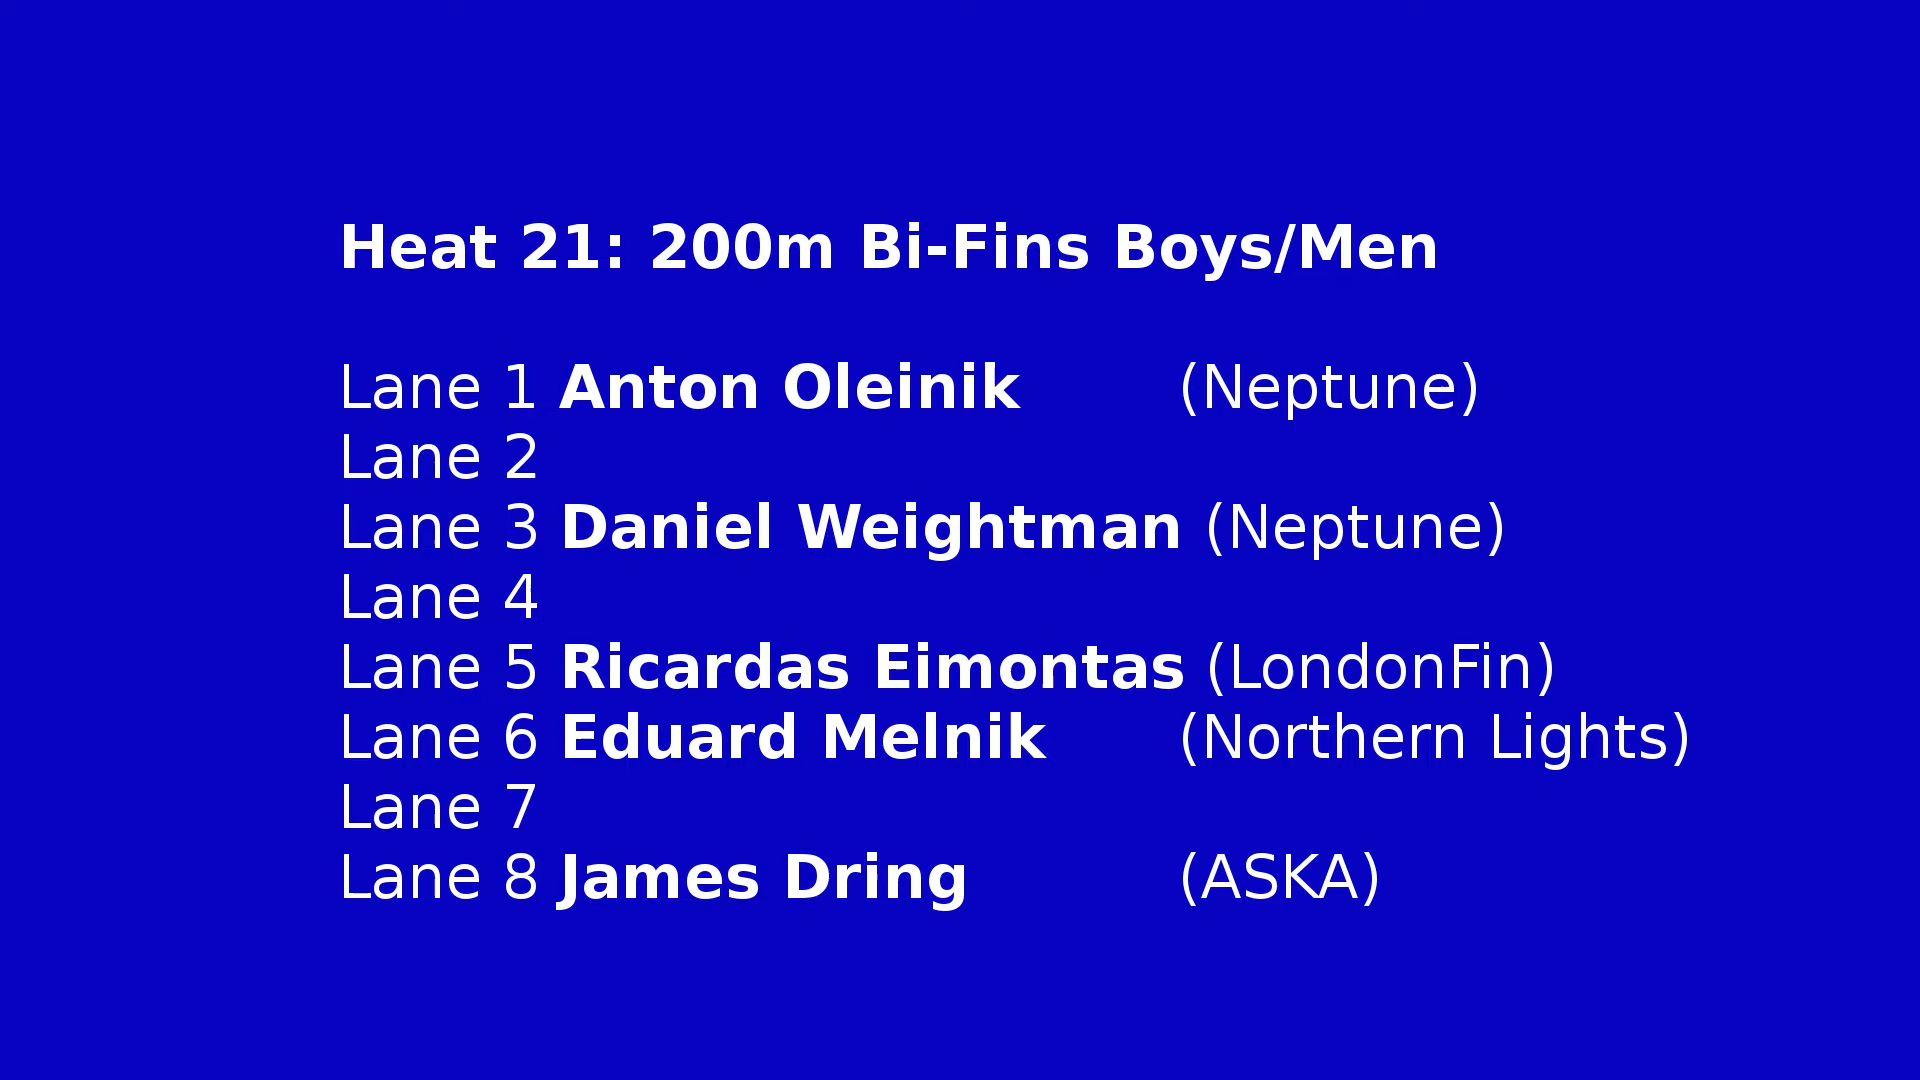 Heat 21: 200m Bi-Fins Boys/Men
Lane 1 Anton Oleinik (Neptune)
Lane 2
Lane 3 Daniel Weightman (Neptune)
Lane 4
Lane 5 Ricardas Eimontas (LondonFin)
Lane 6 Eduard Melnik (Northern Lights)
Lane 7
Lane 8 James Dring (ASKA)